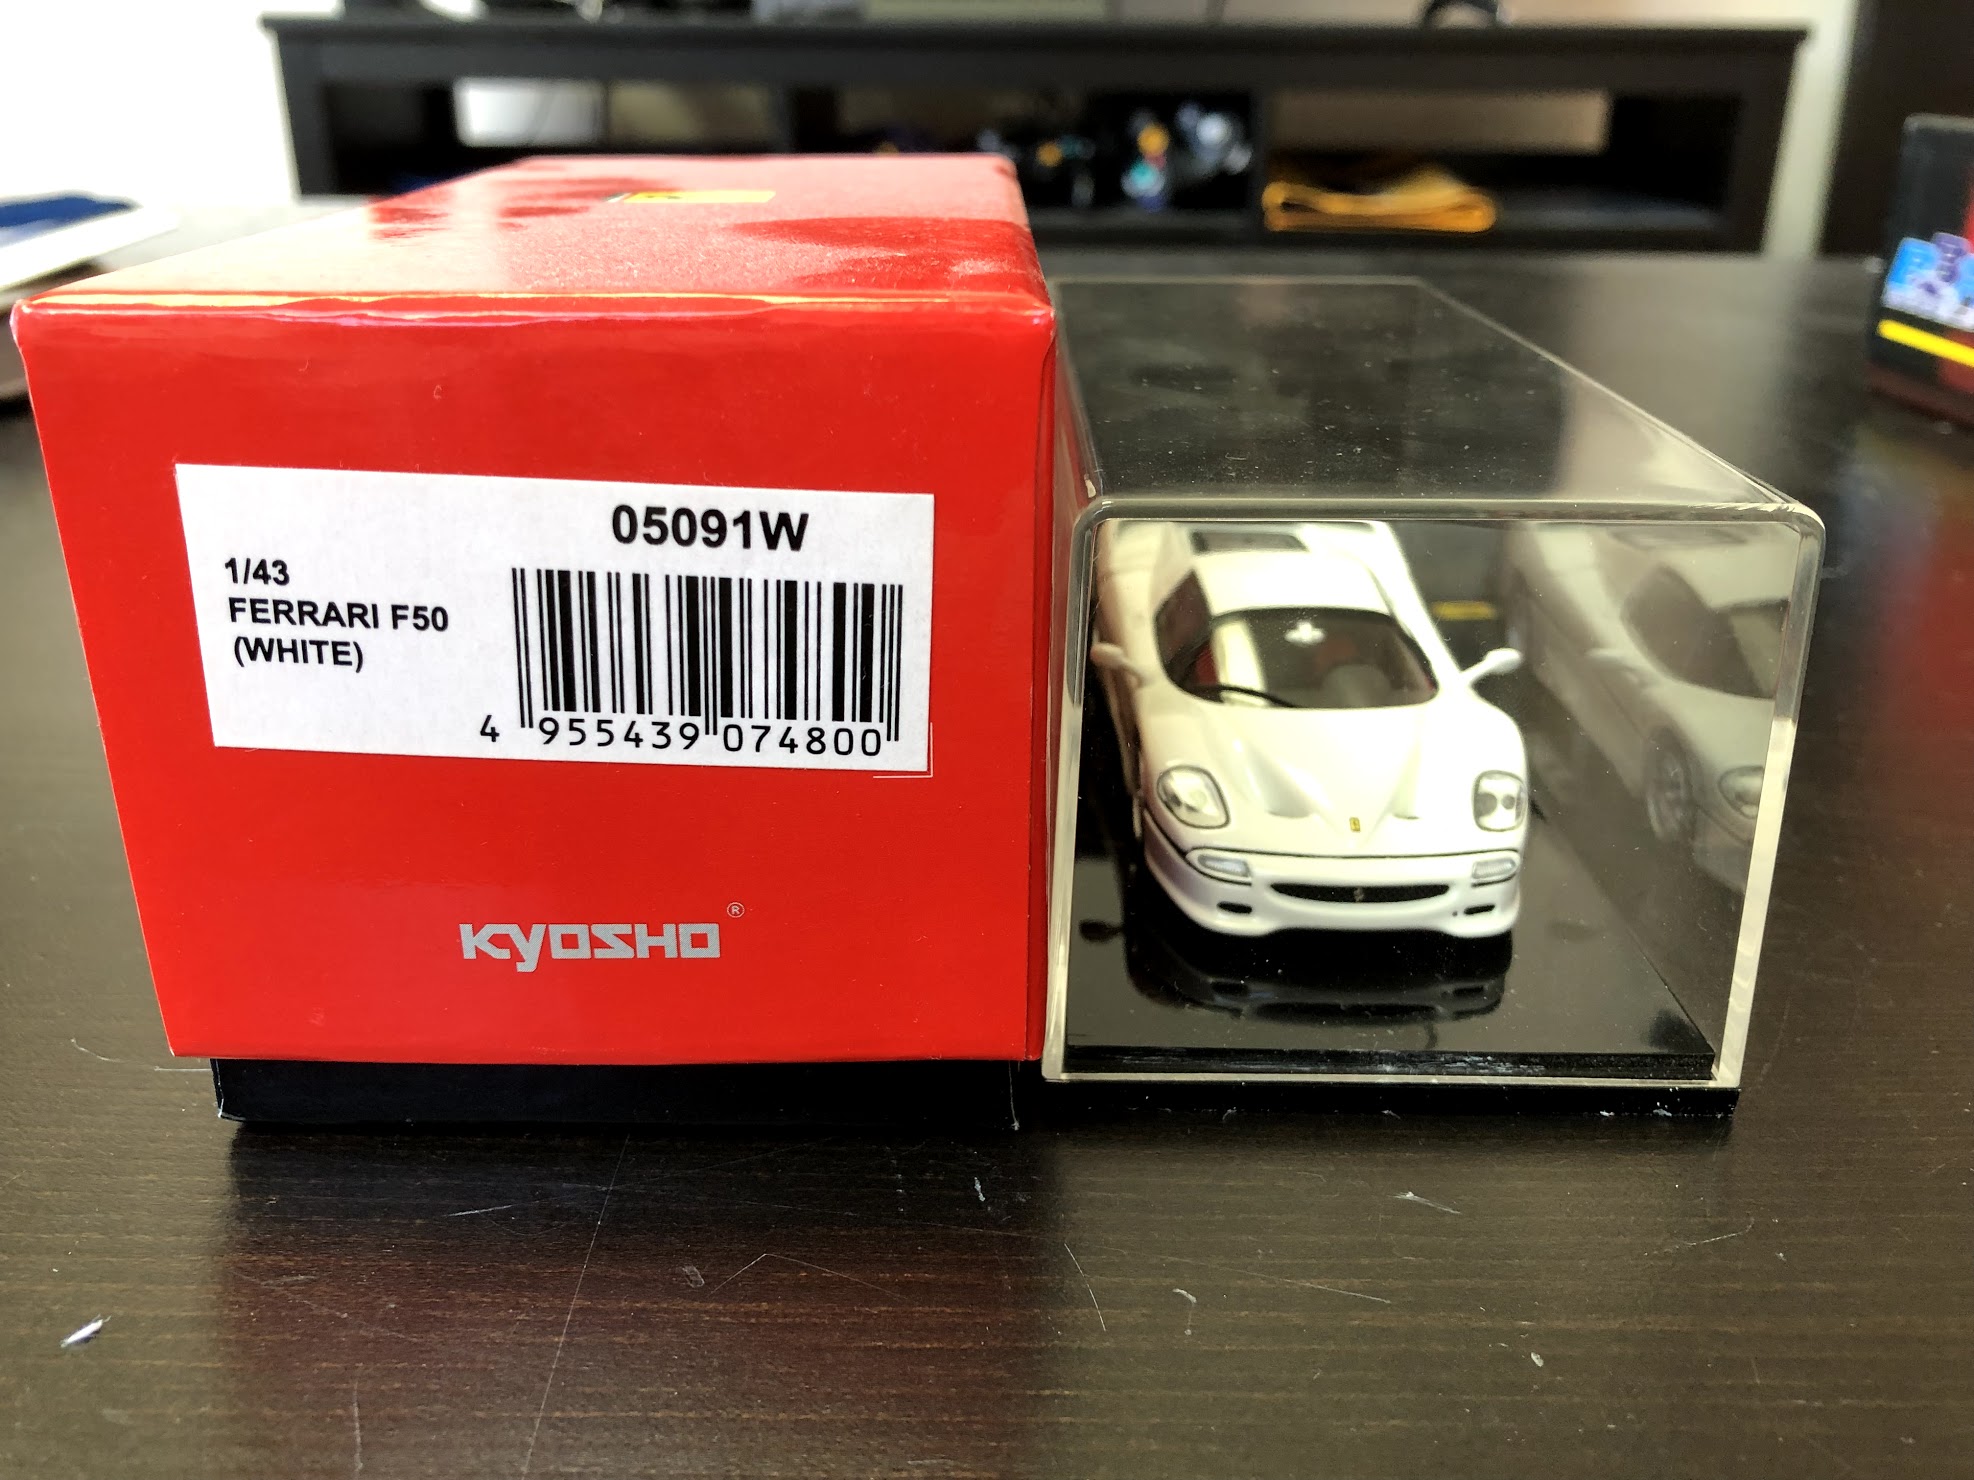 05091W
1/43
FERRARI F50
(WHITE)
4 955439 074800
KYOSHO®